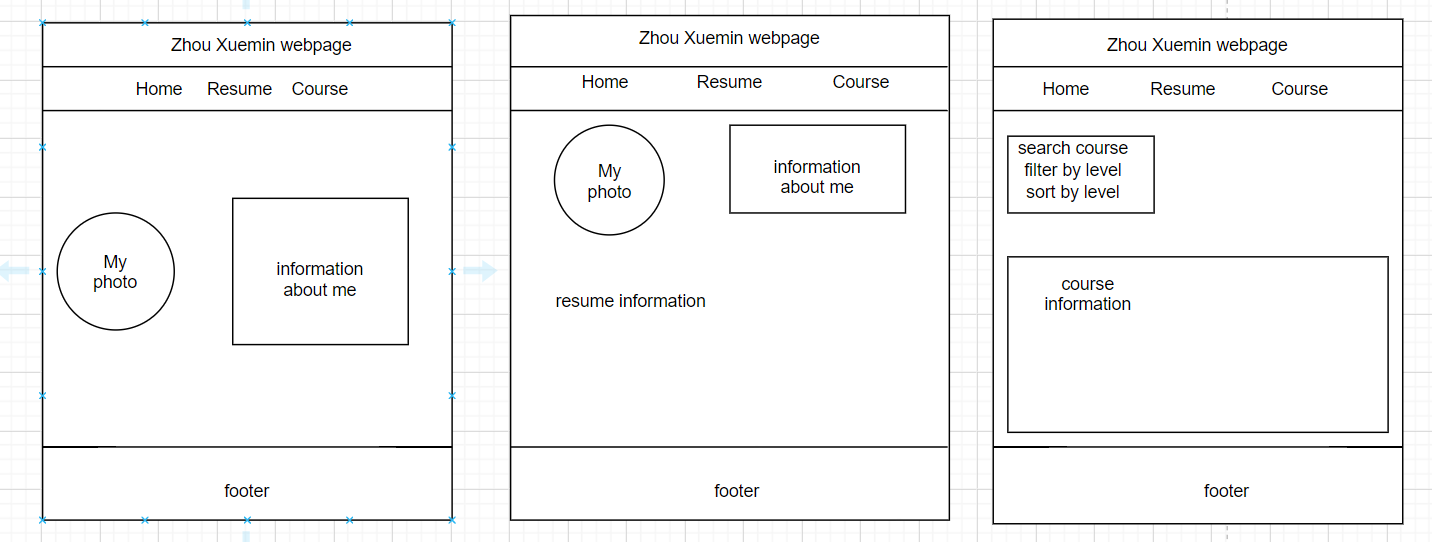 Zhou Xuemin webpage
Home Resume Course
My
photo
information
about me
footer
Zhou Xuemin webpage
Home Resume Course
My
photo
information
about me
resume information
footer
Zhou Xuemin webpage
Home Resume Course
search course
filter by level
sort by level
course
information
footer